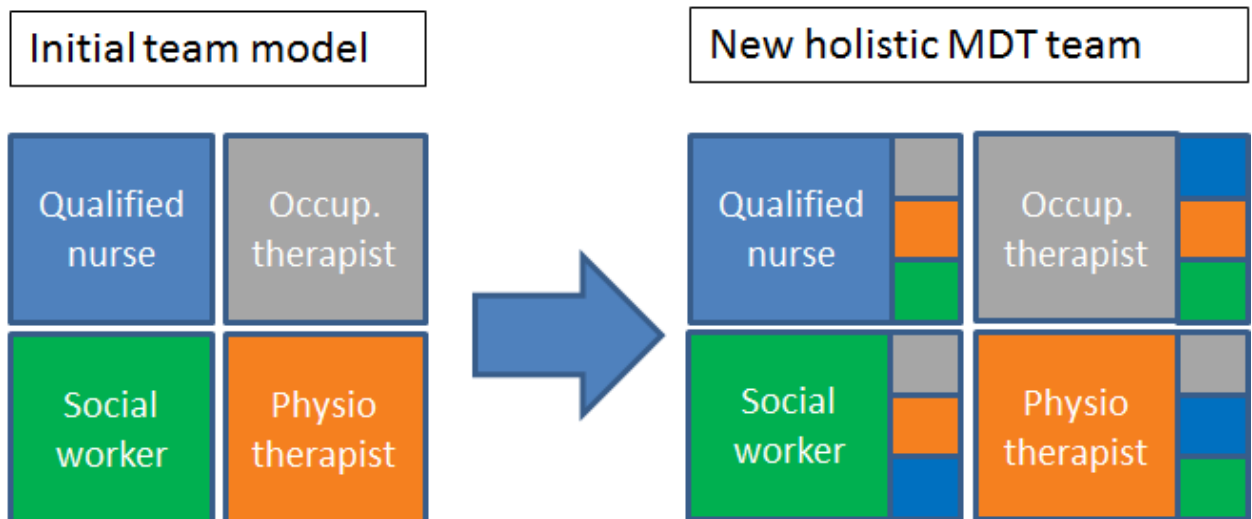 Initial team model
New holistic MDT team
Qualified
nurse
Occup.
therapist
Qualified
nurse
Occup.
therapist
Social
worker
Physio
therapist
Social
worker
Physio
therapist